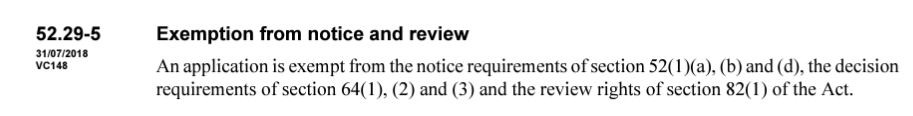 52.29-5 Exemption from notice and review
31/07/2018
VC148
An application is exempt from the notice requirements of section 52(1)(a), (b) and (d), the decision
requirements of section 64(1), (2) and (3) and the review rights of section 82(1) of the Act.